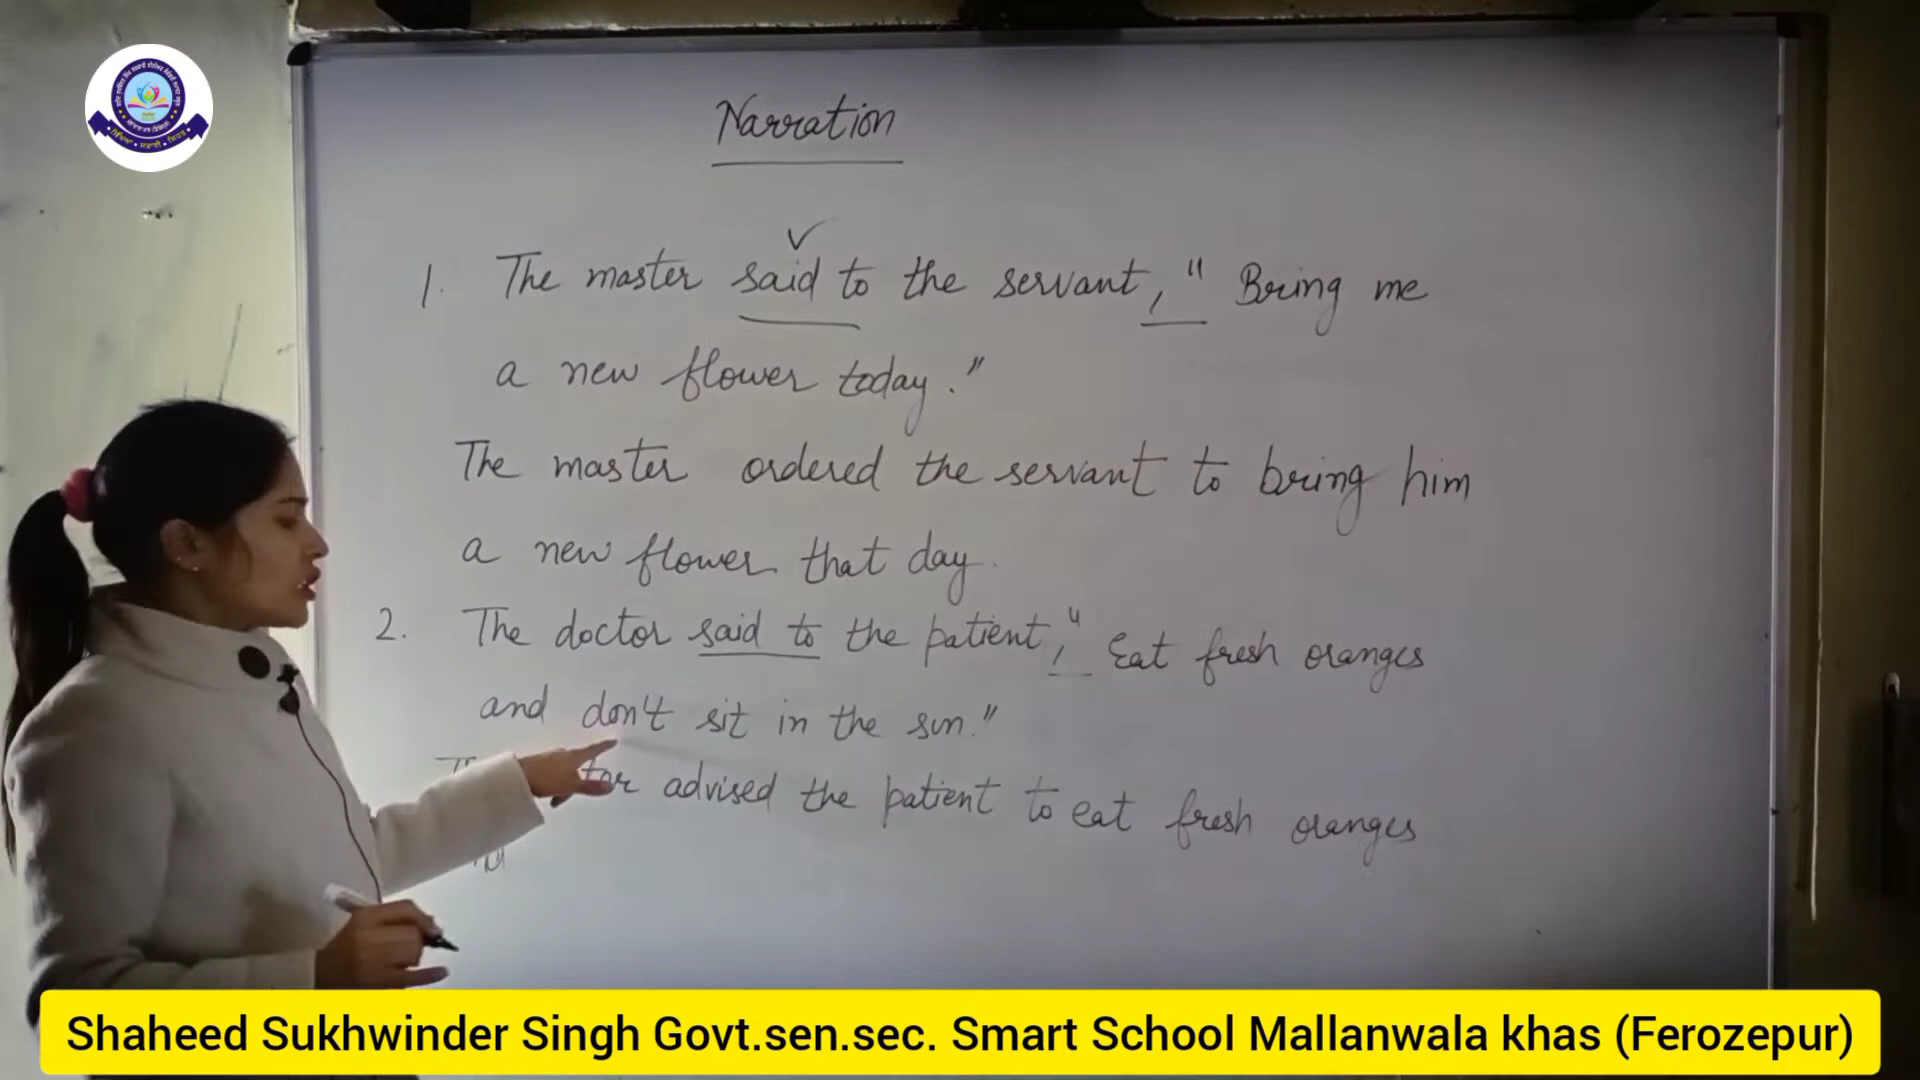 Narration
1. The master said to the servant, " Bring me
a new flower today."
The master ordered the servant to bring him
a new flower that day.
2. The doctor said to the patient," Eat fresh oranges
and don't sit in the sun."
advised the patient to eat fresh oranges
Shaheed Sukhwinder Singh Govt.sen.sec. Smart School Mallanwala khas (Ferozepur)